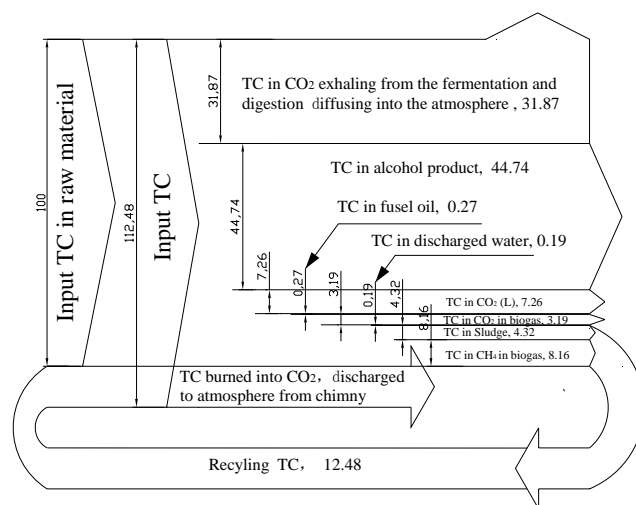 TC in CO2 exhaling from the fermentation and
digestion diffusing into the atmosphere , 31.87
31,87
Input TC in raw material
100
112,48
Input TC
TC in alcohol product, 44.74
44,74
TC in fusel oil, 0.27
TC in discharged water, 0.19
7,26
0,27
3,19
0,19
4,32
8,16
TC in CO2 (L), 7.26
TC in CO2 in biogas, 3.19
TC in Sludge, 4.32
TC in CH4 in biogas, 8.16
TC burned into CO2, discharged
to atmosphere from chimny
Recyling TC, 12.48